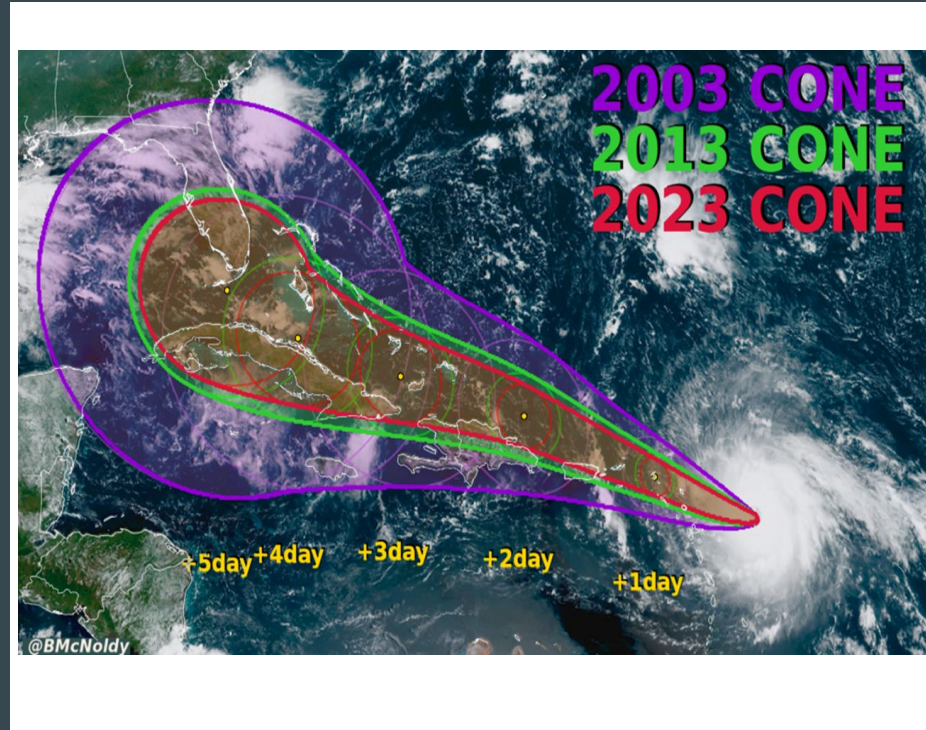 2003 CONE
2013 CONE
2023 CONE
+5day +4day +3day +2day +1day
@BMcNoldy